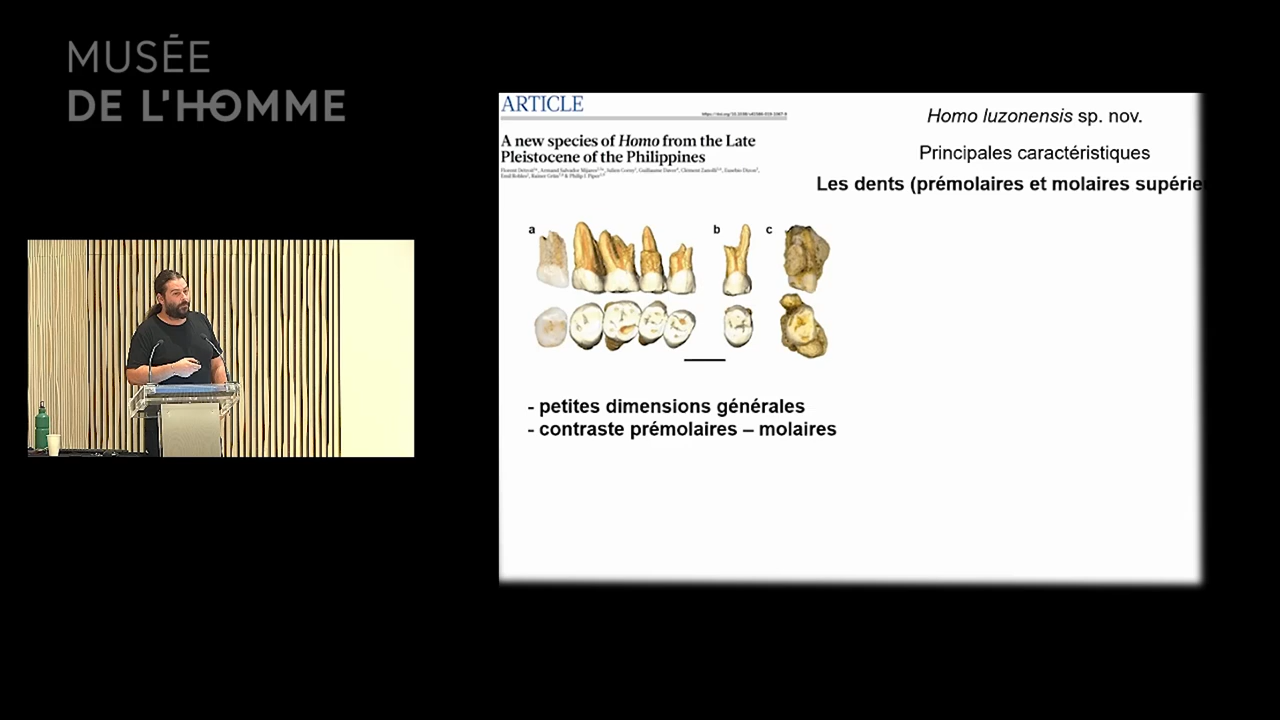 MUSÉE
DE L'HOMME
ARTICLE
A new species of Homo from the Late
Pleistocene of the Philippines
Homo luzonensis sp. nov.
Principales caractéristiques
Les dents (prémolaires et molaires supérie
a
b
c
- petites dimensions générales
- contraste prémolaires – molaires